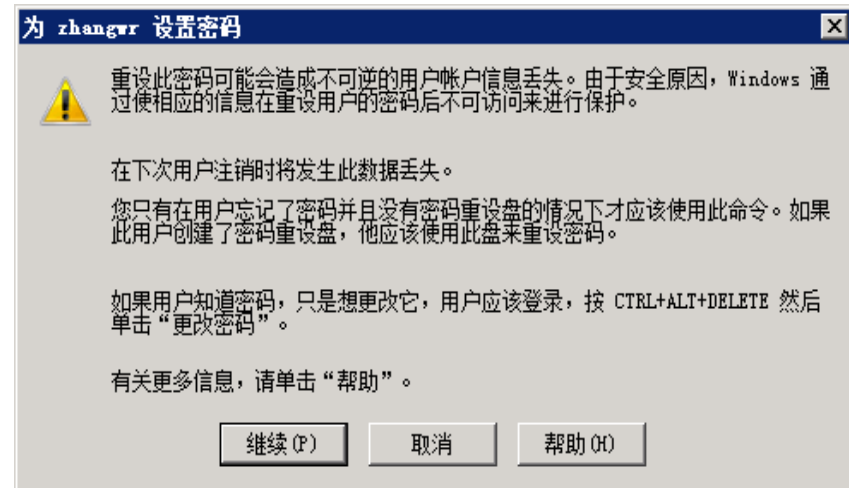 为 zhangwr 设置密码
重设此密码可能会造成不可逆的用户帐户信息丢失。由于安全原因，Windows 通
过使相应的信息在重设用户的密码后不可访问来进行保护。
在下次用户注销时将发生此数据丢失。
您只有在用户忘记了密码并且没有密码重设盘的情况下才应该使用此命令。如果
此用户创建了密码重设盘，他应该使用此盘来重设密码。
如果用户知道密码，只是想更改它，用户应该登录，按 CTRL+ALT+DELETE 然后
单击“更改密码”。
有关更多信息，请单击“帮助”。
继续(P) 取消 帮助(H)